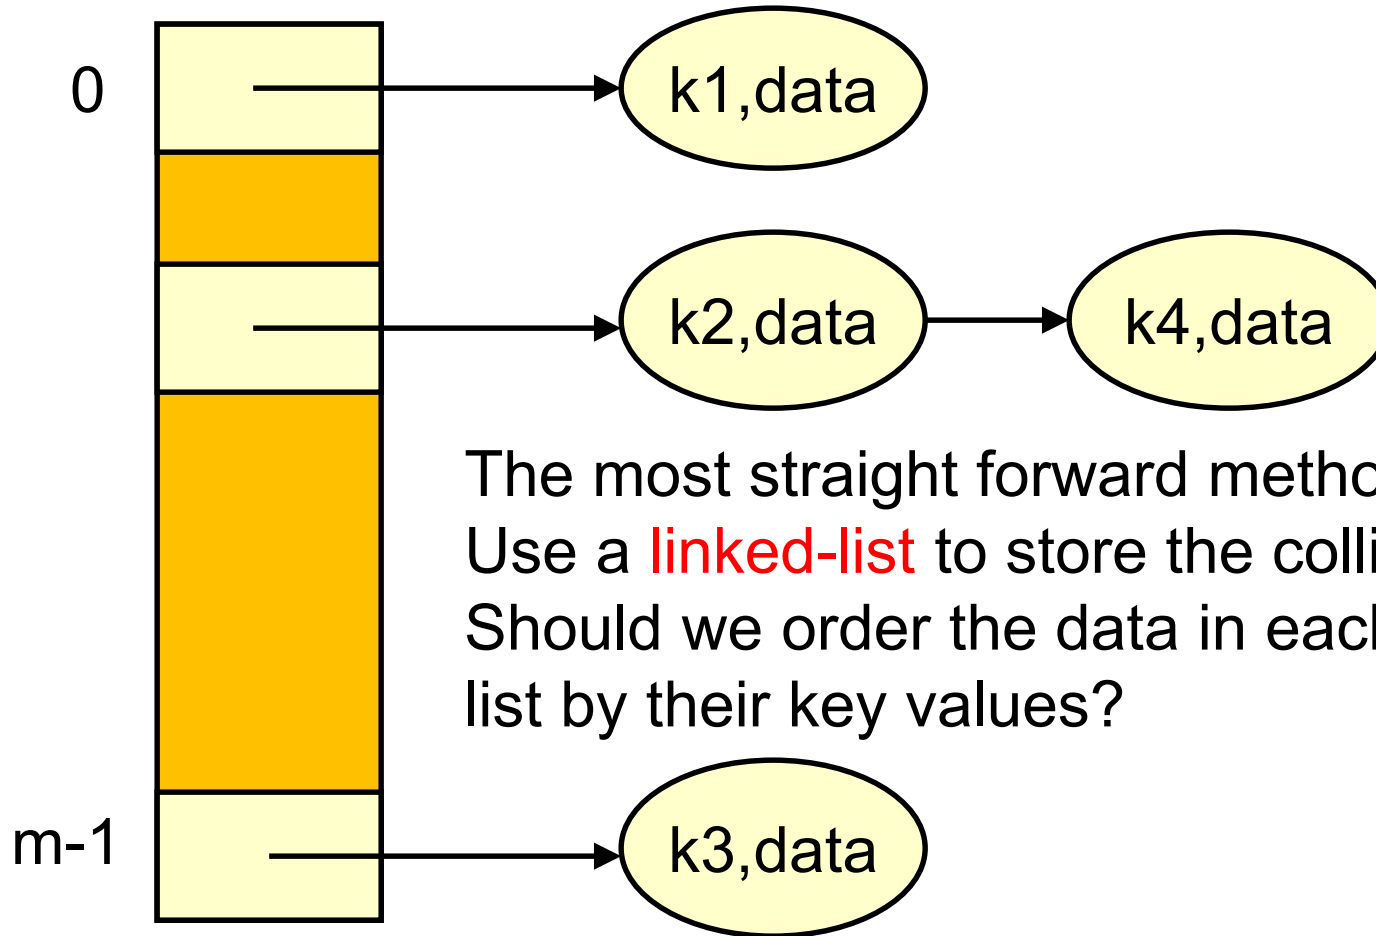 0
k1,data
k2,data
k4,data
The most straight forward metho
Use a linked-list to store the colli
Should we order the data in each
list by their key values?
m-1
k3,data